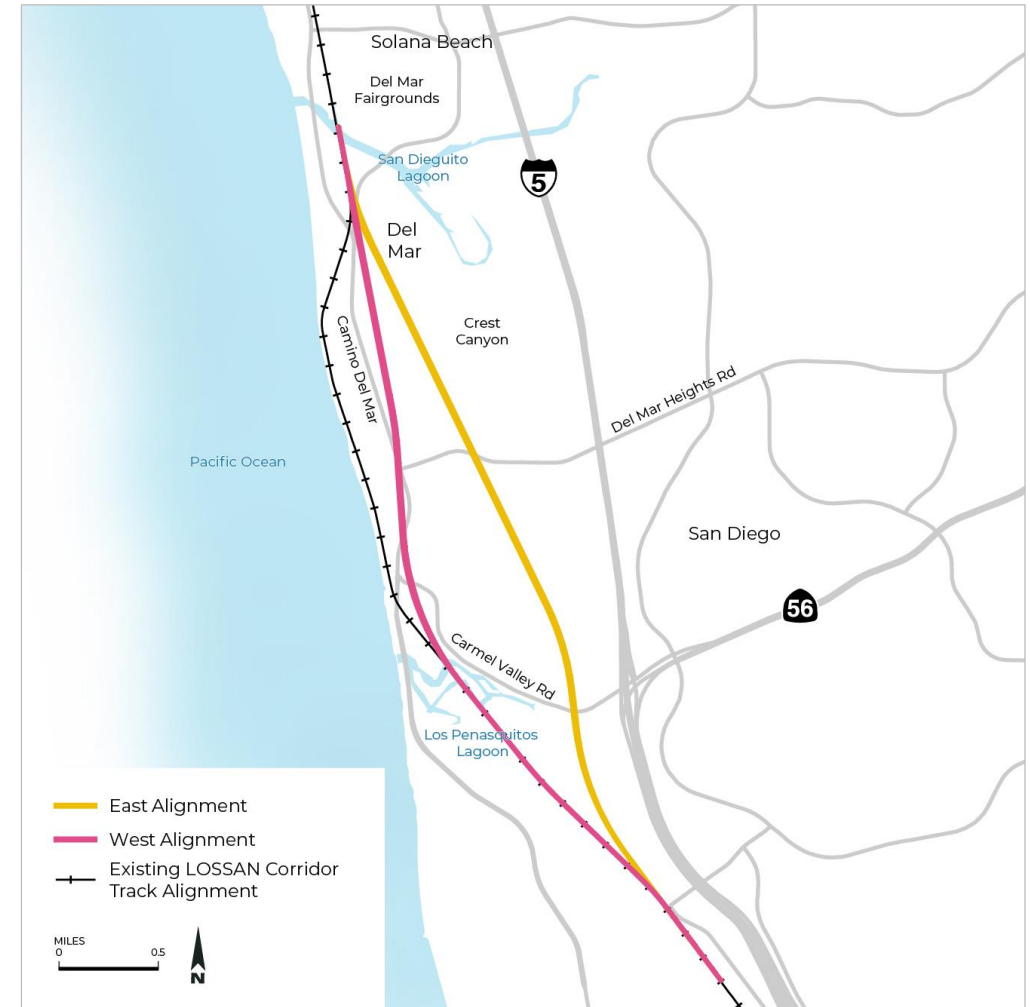 Solana Beach
Del Mar
Fairgrounds
San Dieguito
Lagoon
5
Del
Mar
Crest
Canyon
Camino Del Mar
Del Mar Heights Rd
Pacific Ocean
San Diego
56
Carmel Valley Rd
Los Penasquitos
Lagoon
East Alignment
West Alignment
Existing LOSSAN Corridor
Track Alignment
MILES
0 0.5
N